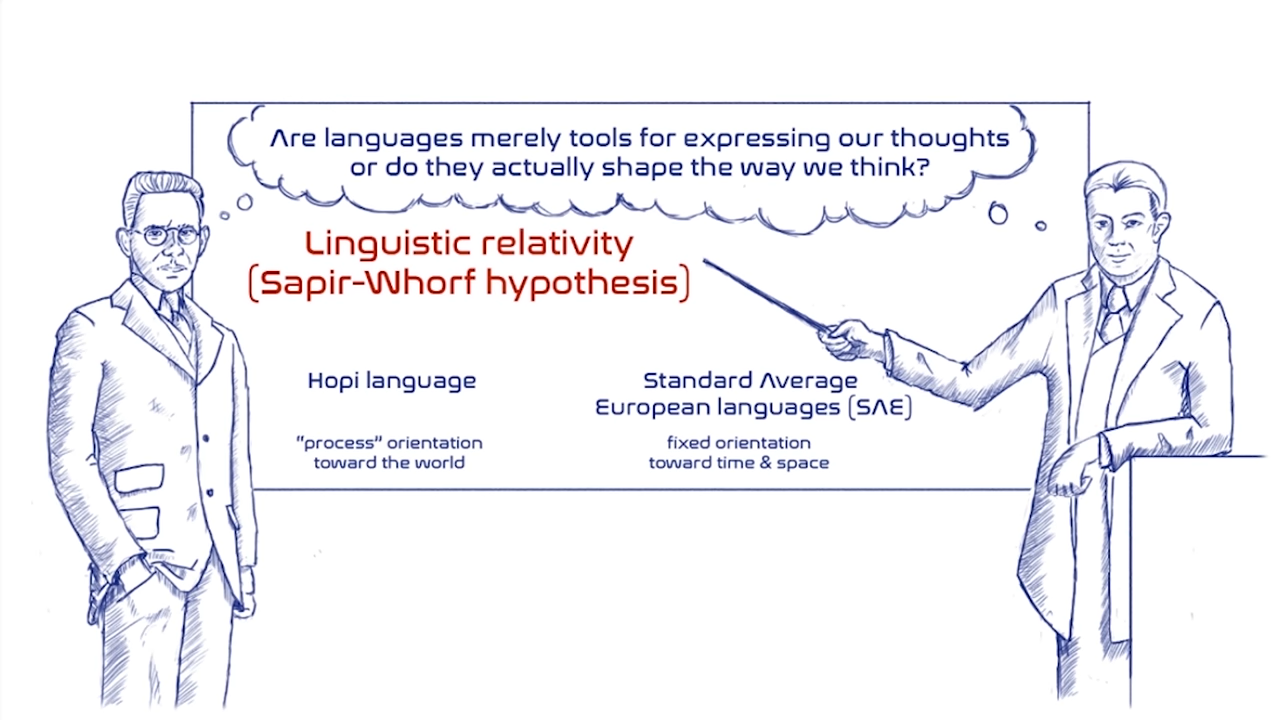 Are languages merely tools for expressing our thoughts
or do they actually shape the way we think?
Linguistic relativity
(Sapir-Whorf hypothesis)
Hopi language
"process" orientation
toward the world
Standard Average
European languages (SAE)
fixed orientation
toward time & space